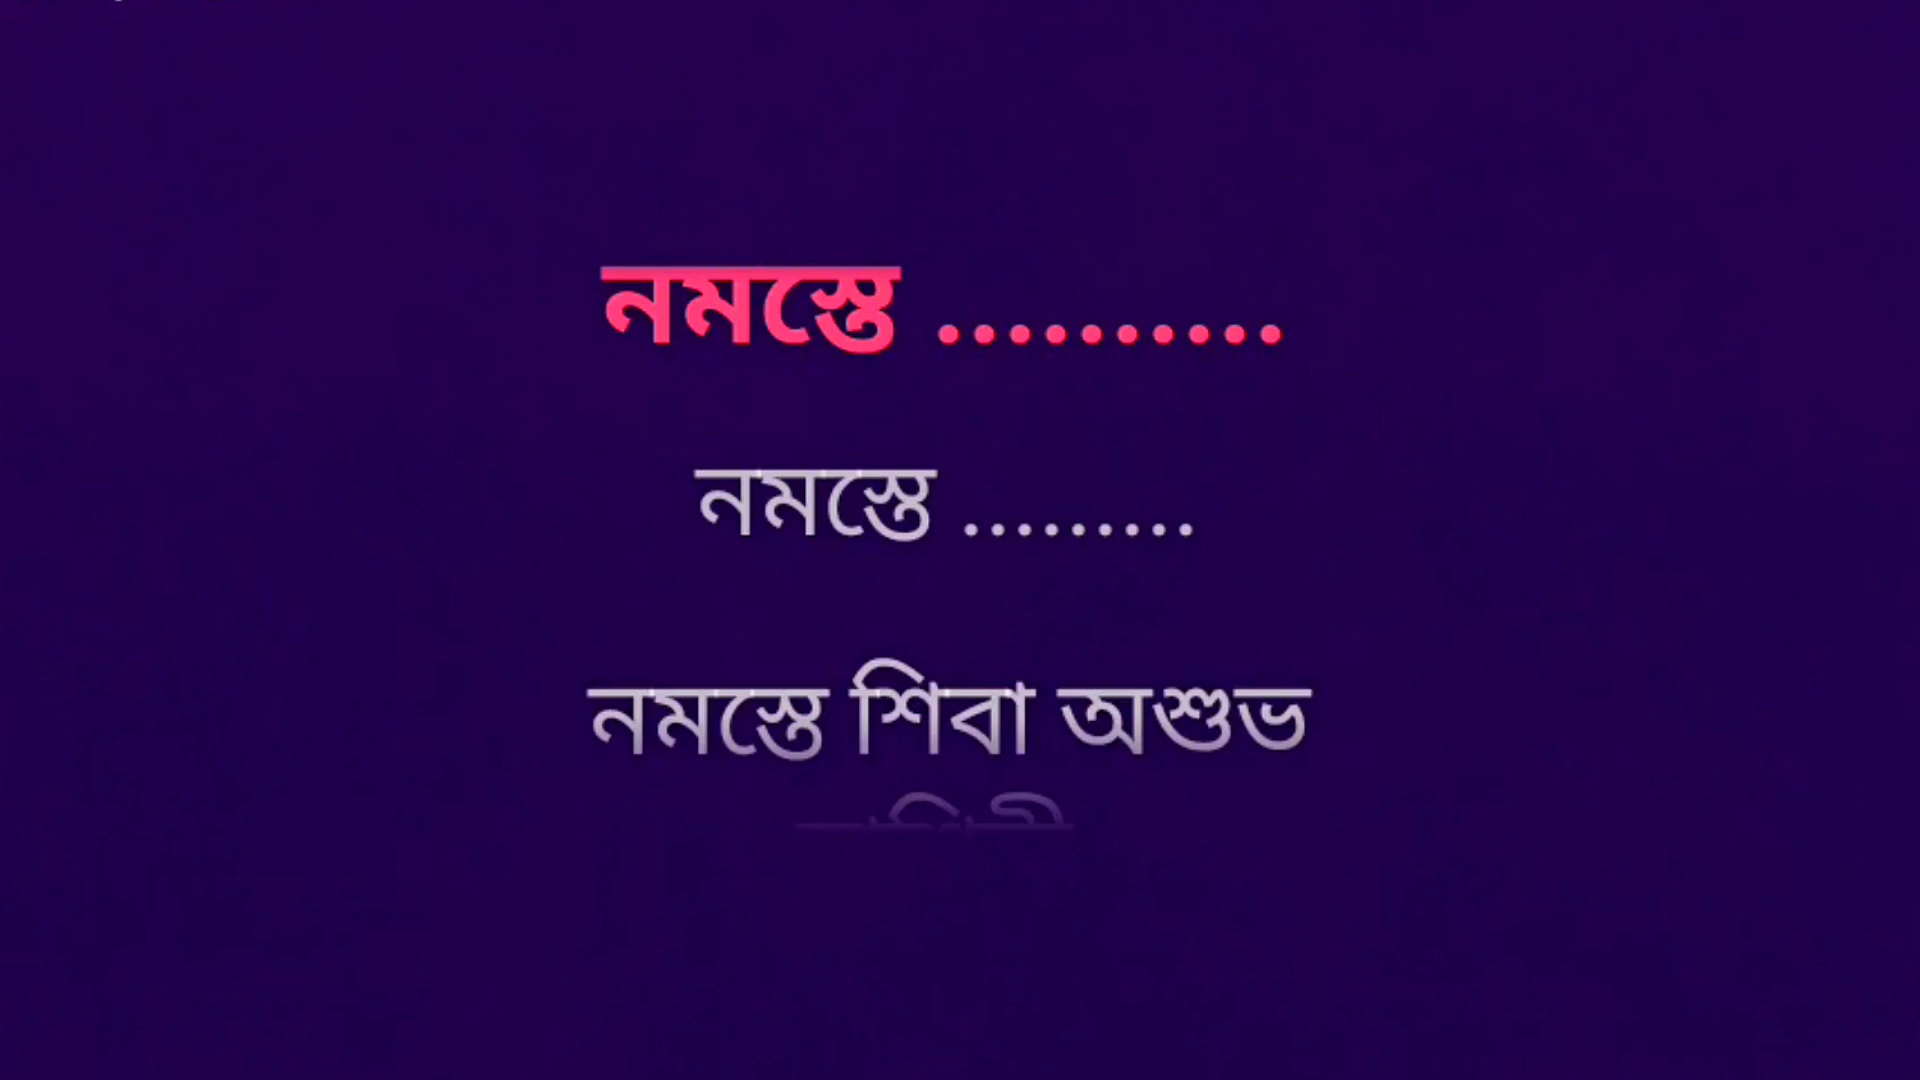 নমস্তে ..........
নমস্তে .........
নমস্তে শিবা অশুভ